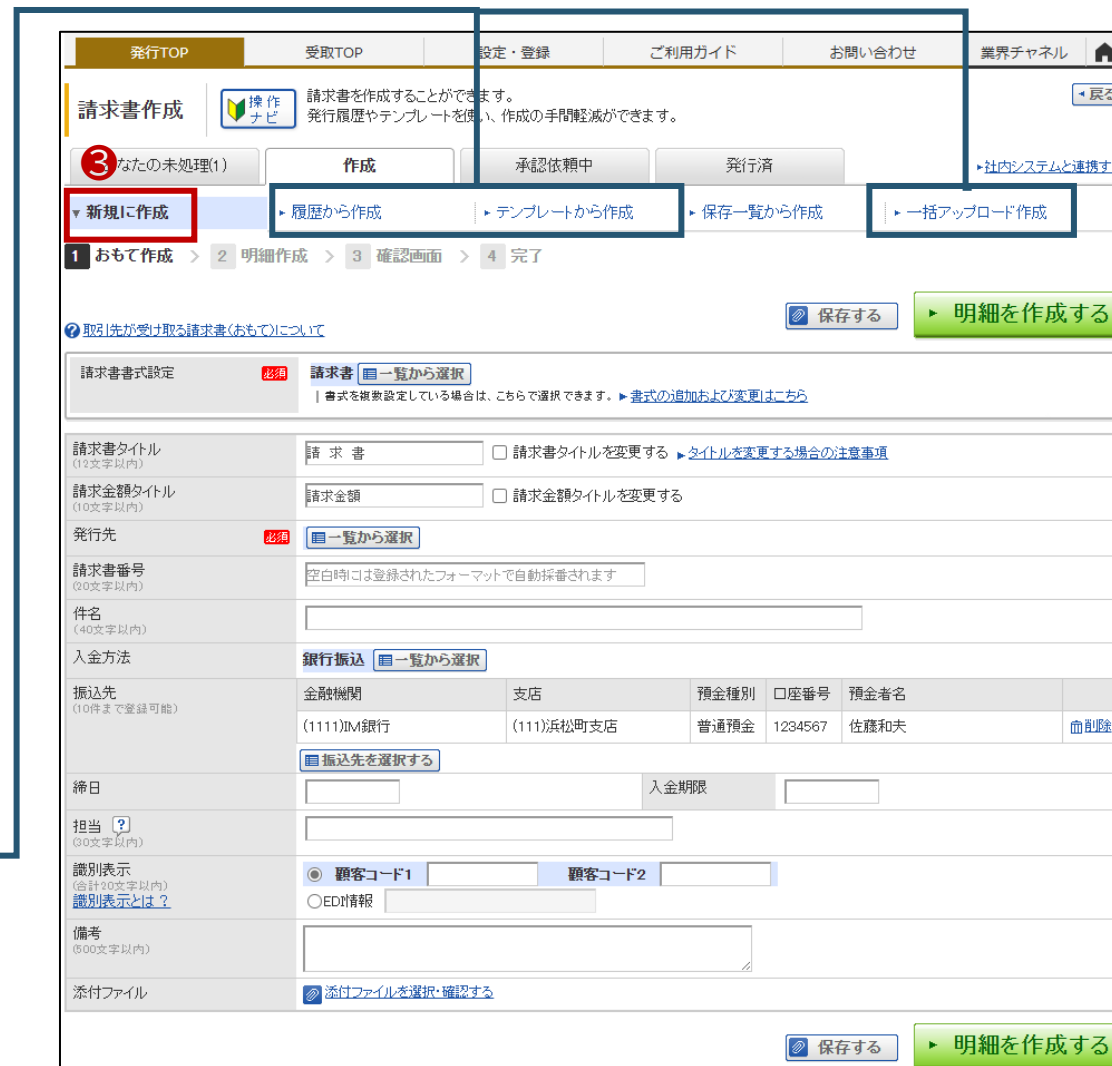 発行TOP 受取TOP 設定・登録 ご利用ガイド お問い合わせ 業界チャネル
請求書作成 操作ナビ 請求書を作成することができます。
発行履歴やテンプレートを使い、作成の手間軽減ができます。
◂戻る
3 なたの未処理(1) 作成 承認依頼中 発行済 ▸社内システムと連携す
▾新規に作成 ▸履歴から作成 ▸テンプレートから作成 ▸保存一覧から作成 ▸一括アップロード作成
1 おもて作成 > 2 明細作成 > 3 確認画面 > 4 完了
保存する ▸ 明細を作成する
? 取引先が受け取る請求書(おもて)について
請求書書式設定 必須 請求書 一覧から選択
| 書式を複数設定している場合は、こちらで選択できます。▶書式の追加および変更はこちら
請求書タイトル
(12文字以内)
請 求 書 請求書タイトルを変更する ▶タイトルを変更する場合の注意事項
請求金額タイトル
(10文字以内)
請求金額 請求金額タイトルを変更する
発行先 必須 一覧から選択
請求書番号
(20文字以内)
空白時には登録されたフォーマットで自動採番されます
件名
(40文字以内)
入金方法 銀行振込 一覧から選択
振込先
(10件まで登録可能)
金融機関 支店 預金種別 口座番号 預金者名
(1111)IM銀行 (111)浜松町支店 普通預金 1234567 佐藤和夫 削除
振込先を選択する
締日 入金期限
担当 ?
(30文字以内)
識別表示
(合計20文字以内)
識別表示とは?
顧客コード1 顧客コード2
EDI情報
備考
(500文字以内)
添付ファイル 添付ファイルを選択・確認する
保存する ▸ 明細を作成する